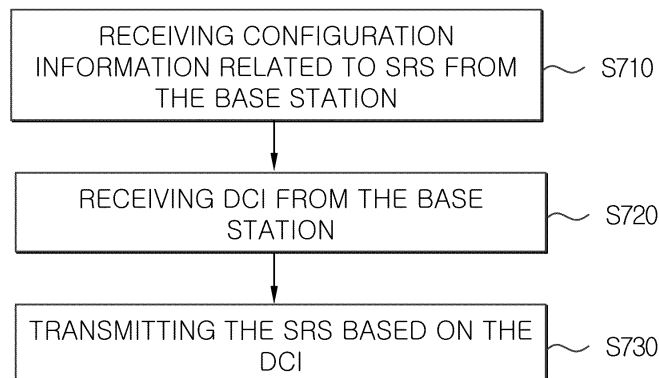 RECEIVING CONFIGURATION
INFORMATION RELATED TO SRS FROM
THE BASE STATION
S710
RECEIVING DCI FROM THE BASE
STATION
S720
TRANSMITTING THE SRS BASED ON THE
DCI
S730